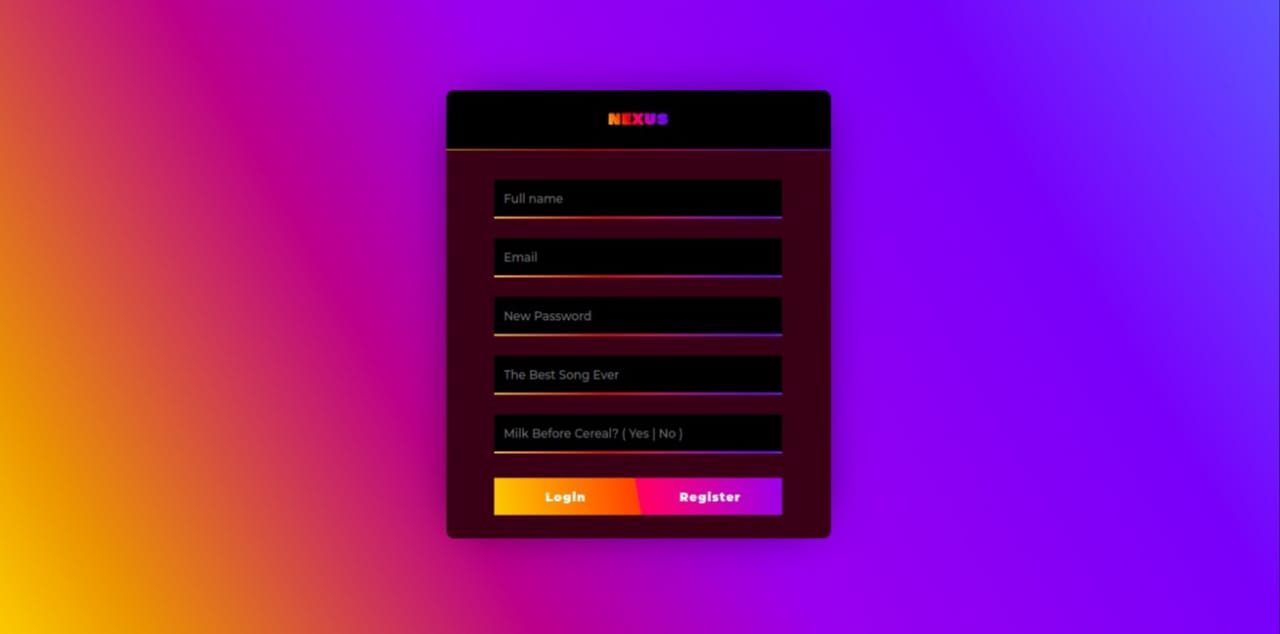 NEXUS
Full name
Email
New Password
The Best Song Ever
Milk Before Cereal? ( Yes | No )
Login Register